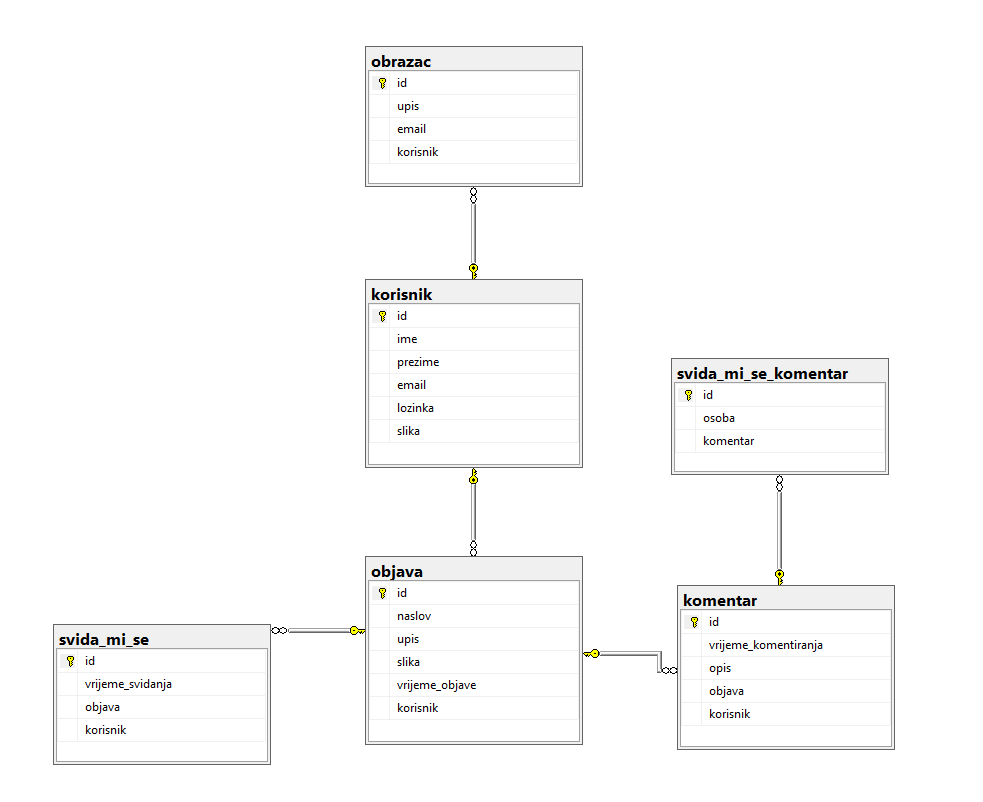 obrazac
id
upis
email
korisnik
korisnik
id
ime
prezime
email
lozinka
slika
svida_mi_se_komentar
id
osoba
komentar
objava
id
naslov
upis
slika
vrijeme_objave
korisnik
komentar
id
vrijeme_komentiranja
opis
objava
korisnik
svida_mi_se
id
vrijeme_svidanja
objava
korisnik